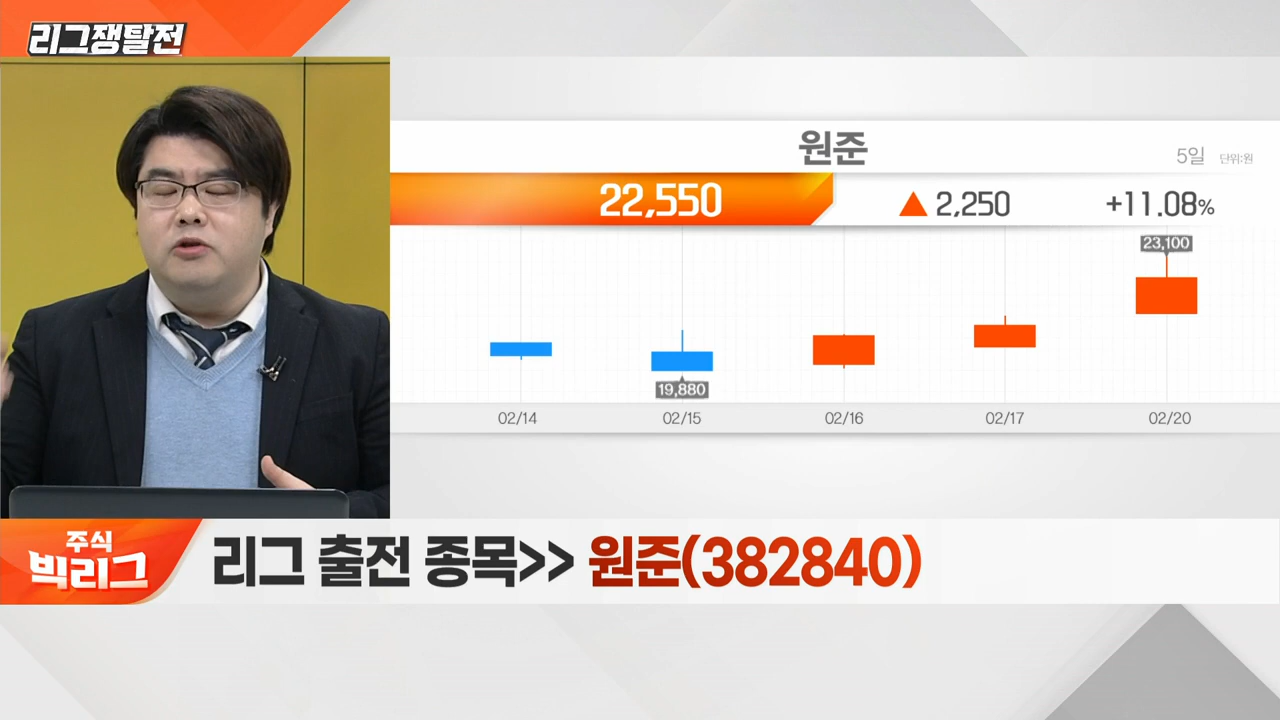 리그쟁탈전
원준
5일 단위:원
22,550 ▲ 2,250 +11.08%
23,100
19,880
02/14 02/15 02/16 02/17 02/20
주식
빅리그
리그 출전 종목>> 원준(382840)